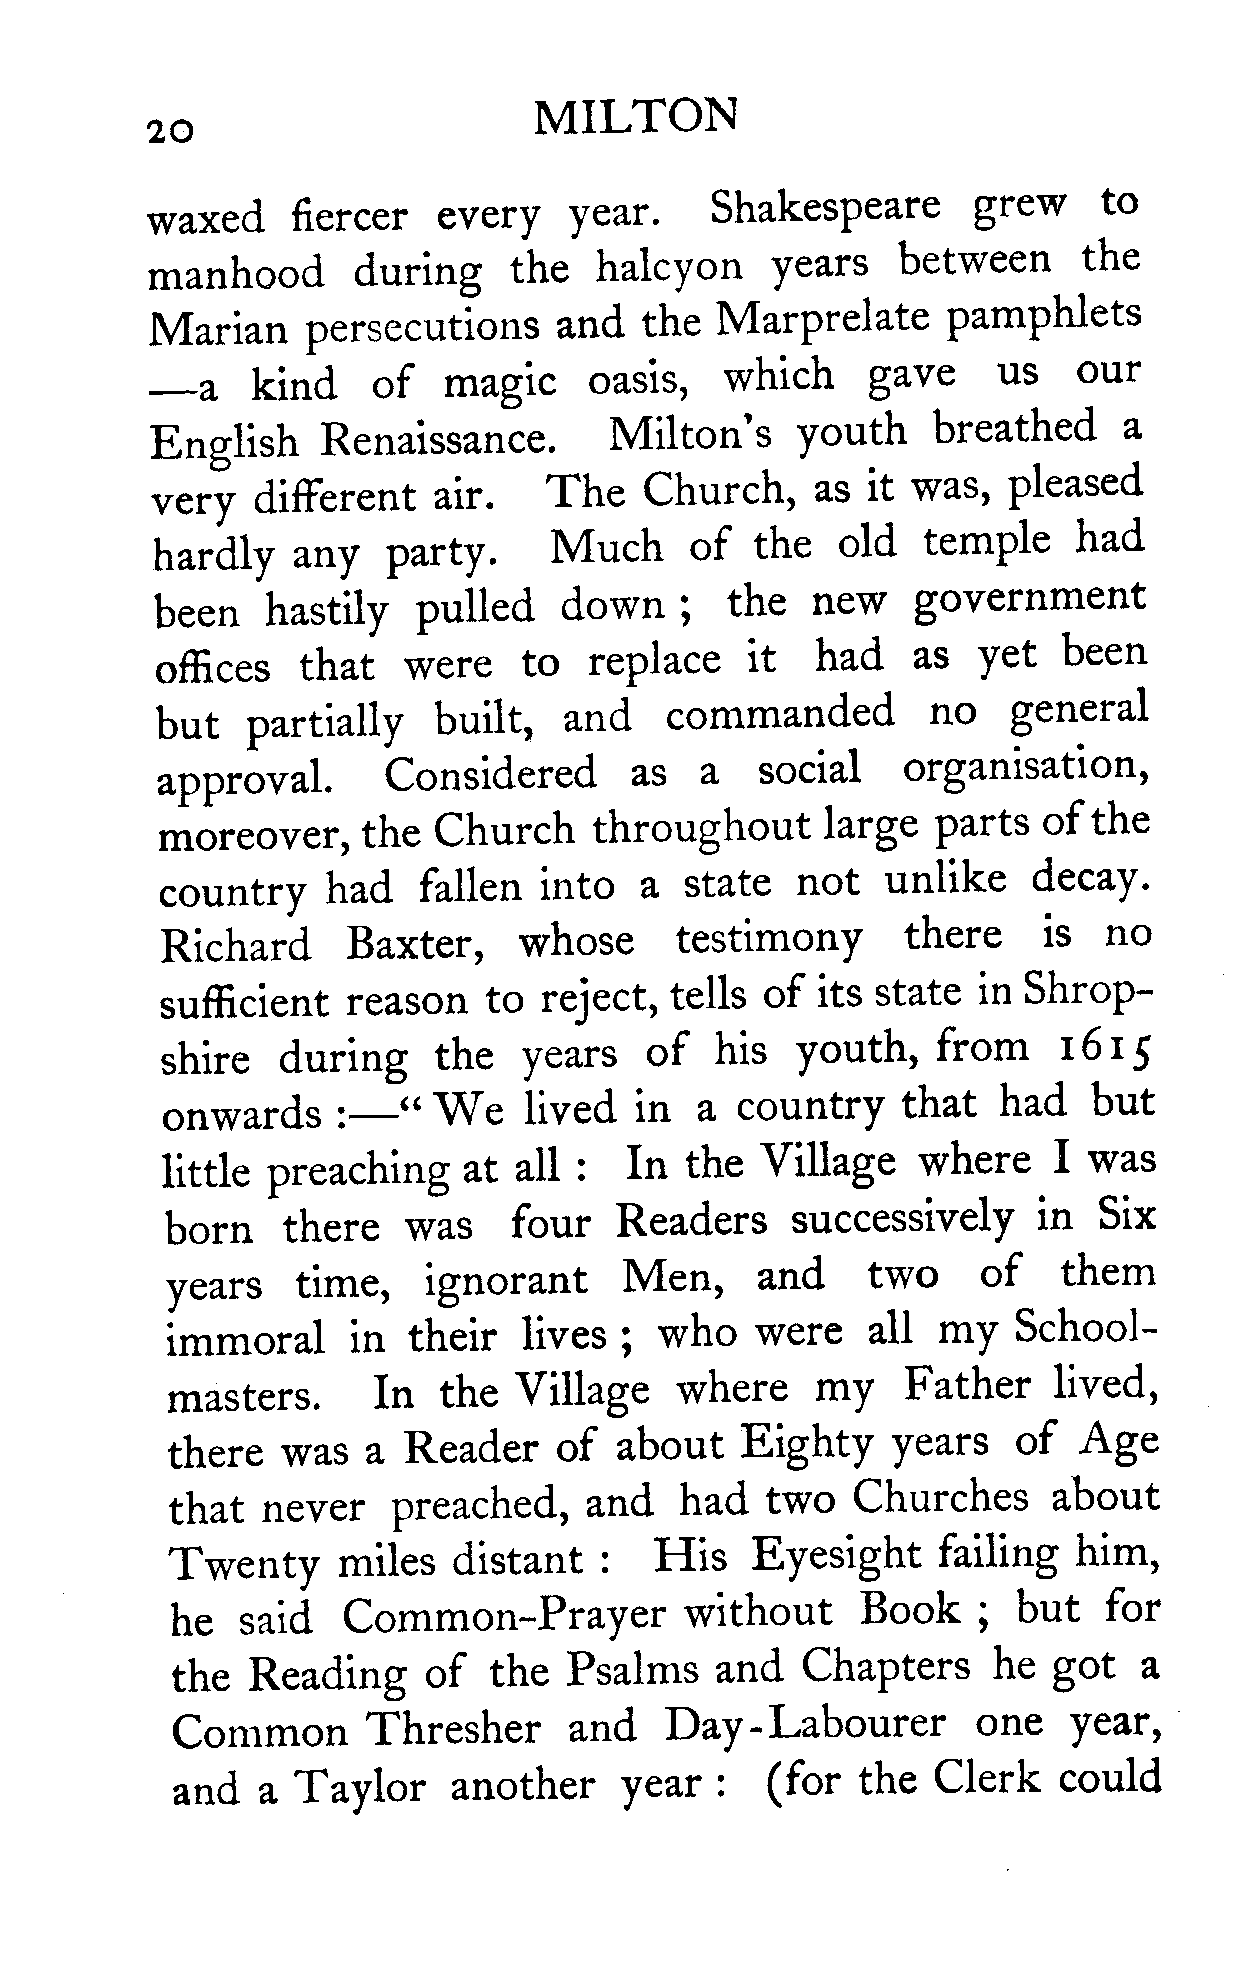 20
MILTON
waxed fiercer every year. Shakespeare grew to
manhood during the halcyon years between the
Marian persecutions and the Marprelate pamphlets
—a kind of magic oasis, which gave us our
English Renaissance. Milton's youth breathed a
very different air. The Church, as it was, pleased
hardly any party. Much of the old temple had
been hastily pulled down ; the new government
offices that were to replace it had as yet been
but partially built, and commanded no general
approval. Considered as a social organisation,
moreover, the Church throughout large parts of the
country had fallen into a state not unlike decay.
Richard Baxter, whose testimony there is no
sufficient reason to reject, tells of its state in Shrop-
shire during the years of his youth, from 1615
onwards :—“ We lived in a country that had but
little preaching at all : In the Village where I was
born there was four Readers successively in Six
years time, ignorant Men, and two of them
immoral in their lives ; who were all my School-
masters. In the Village where my Father lived,
there was a Reader of about Eighty years of Age
that never preached, and had two Churches about
Twenty miles distant : His Eyesight failing him,
he said Common-Prayer without Book ; but for
the Reading of the Psalms and Chapters he got a
Common Thresher and Day-Labourer one year,
and a Taylor another year : (for the Clerk could